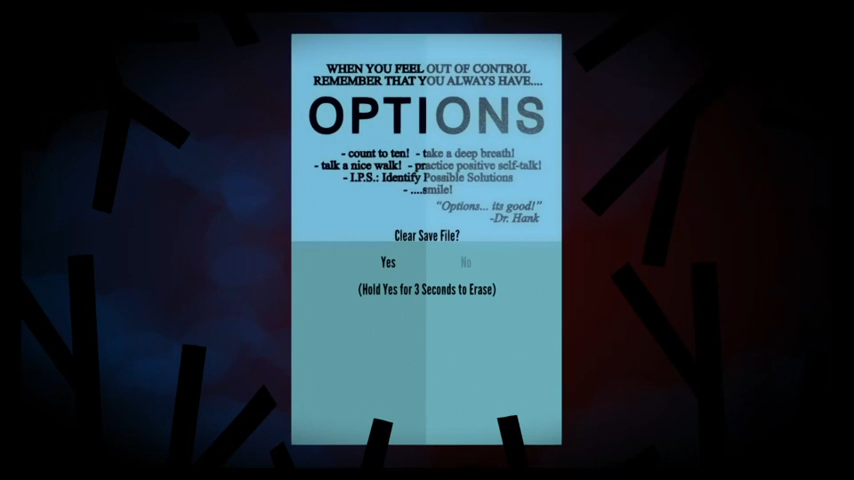 WHEN YOU FEEL OUT OF CONTROL
REMEMBER THAT YOU ALWAYS HAVE....
OPTIONS
- count to ten! - take a deep breath!
- talk a nice walk! - practice positive self-talk!
- I.P.S.: Identify Possible Solutions
- ....smile!
“Options... its good!”
-Dr. Hank
Clear Save File?
Yes No
(Hold Yes for 3 Seconds to Erase)